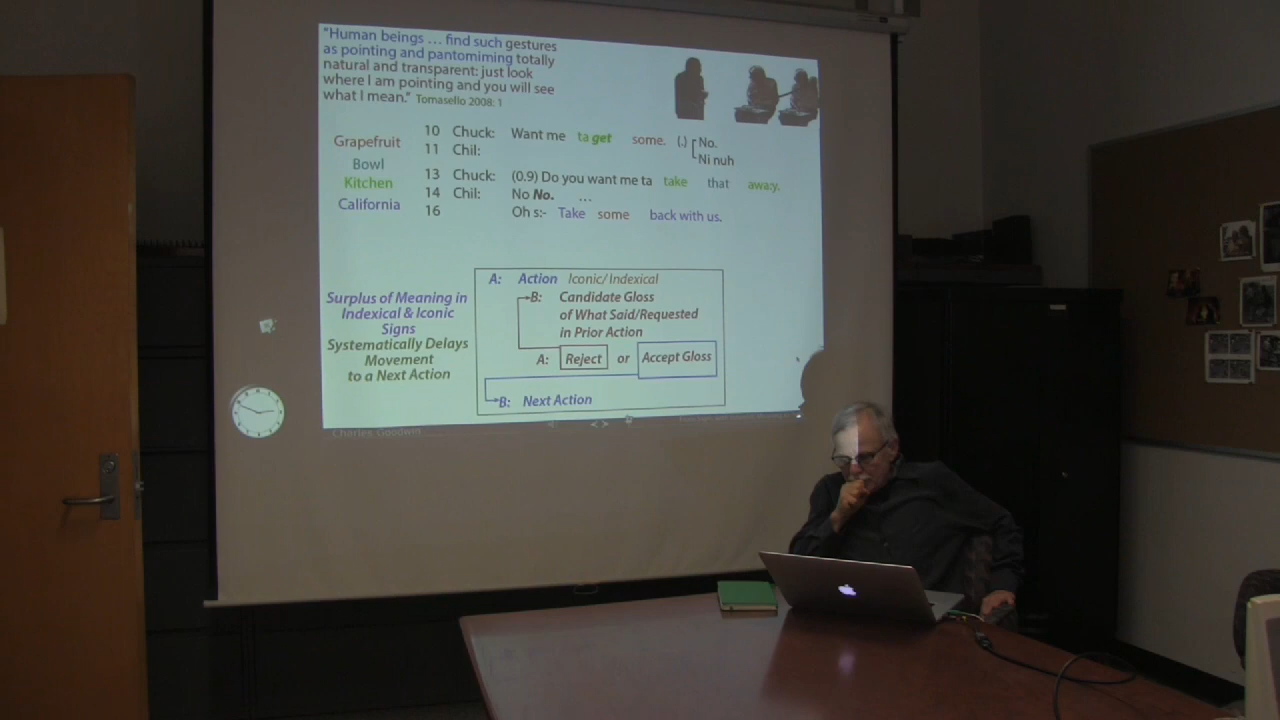 "Human beings … find such gestures
as pointing and pantomiming totally
natural and transparent: just look
where I am pointing and you will see
what I mean." Tomasello 2008: 1
Grapefruit
Bowl
Kitchen
California
10 Chuck: Want me ta get some. (.) No.
11 Chil: Ni nuh
13 Chuck: (0.9) Do you want me ta take that awa:y.
14 Chil: No No. …
16 Oh s:- Take some back with us.
Surplus of Meaning in
Indexical & Iconic
Signs
Systematically Delays
Movement
to a Next Action
A: Action Iconic/Indexical
B: Candidate Gloss
of What Said/Requested
in Prior Action
A: Reject or Accept Gloss
B: Next Action
Charles Goodwin